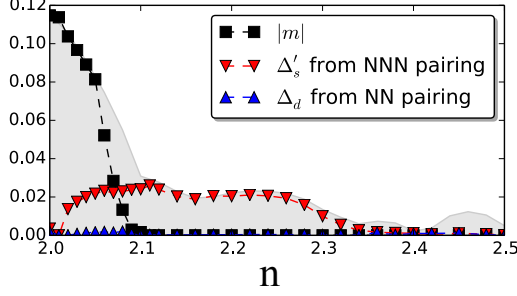 0.12
0.10
0.08
0.06
0.04
0.02
0.00
|m|
Δ′ₛ from NNN pairing
Δ_d from NN pairing
2.0 2.1 2.2 2.3 2.4 2.5
n